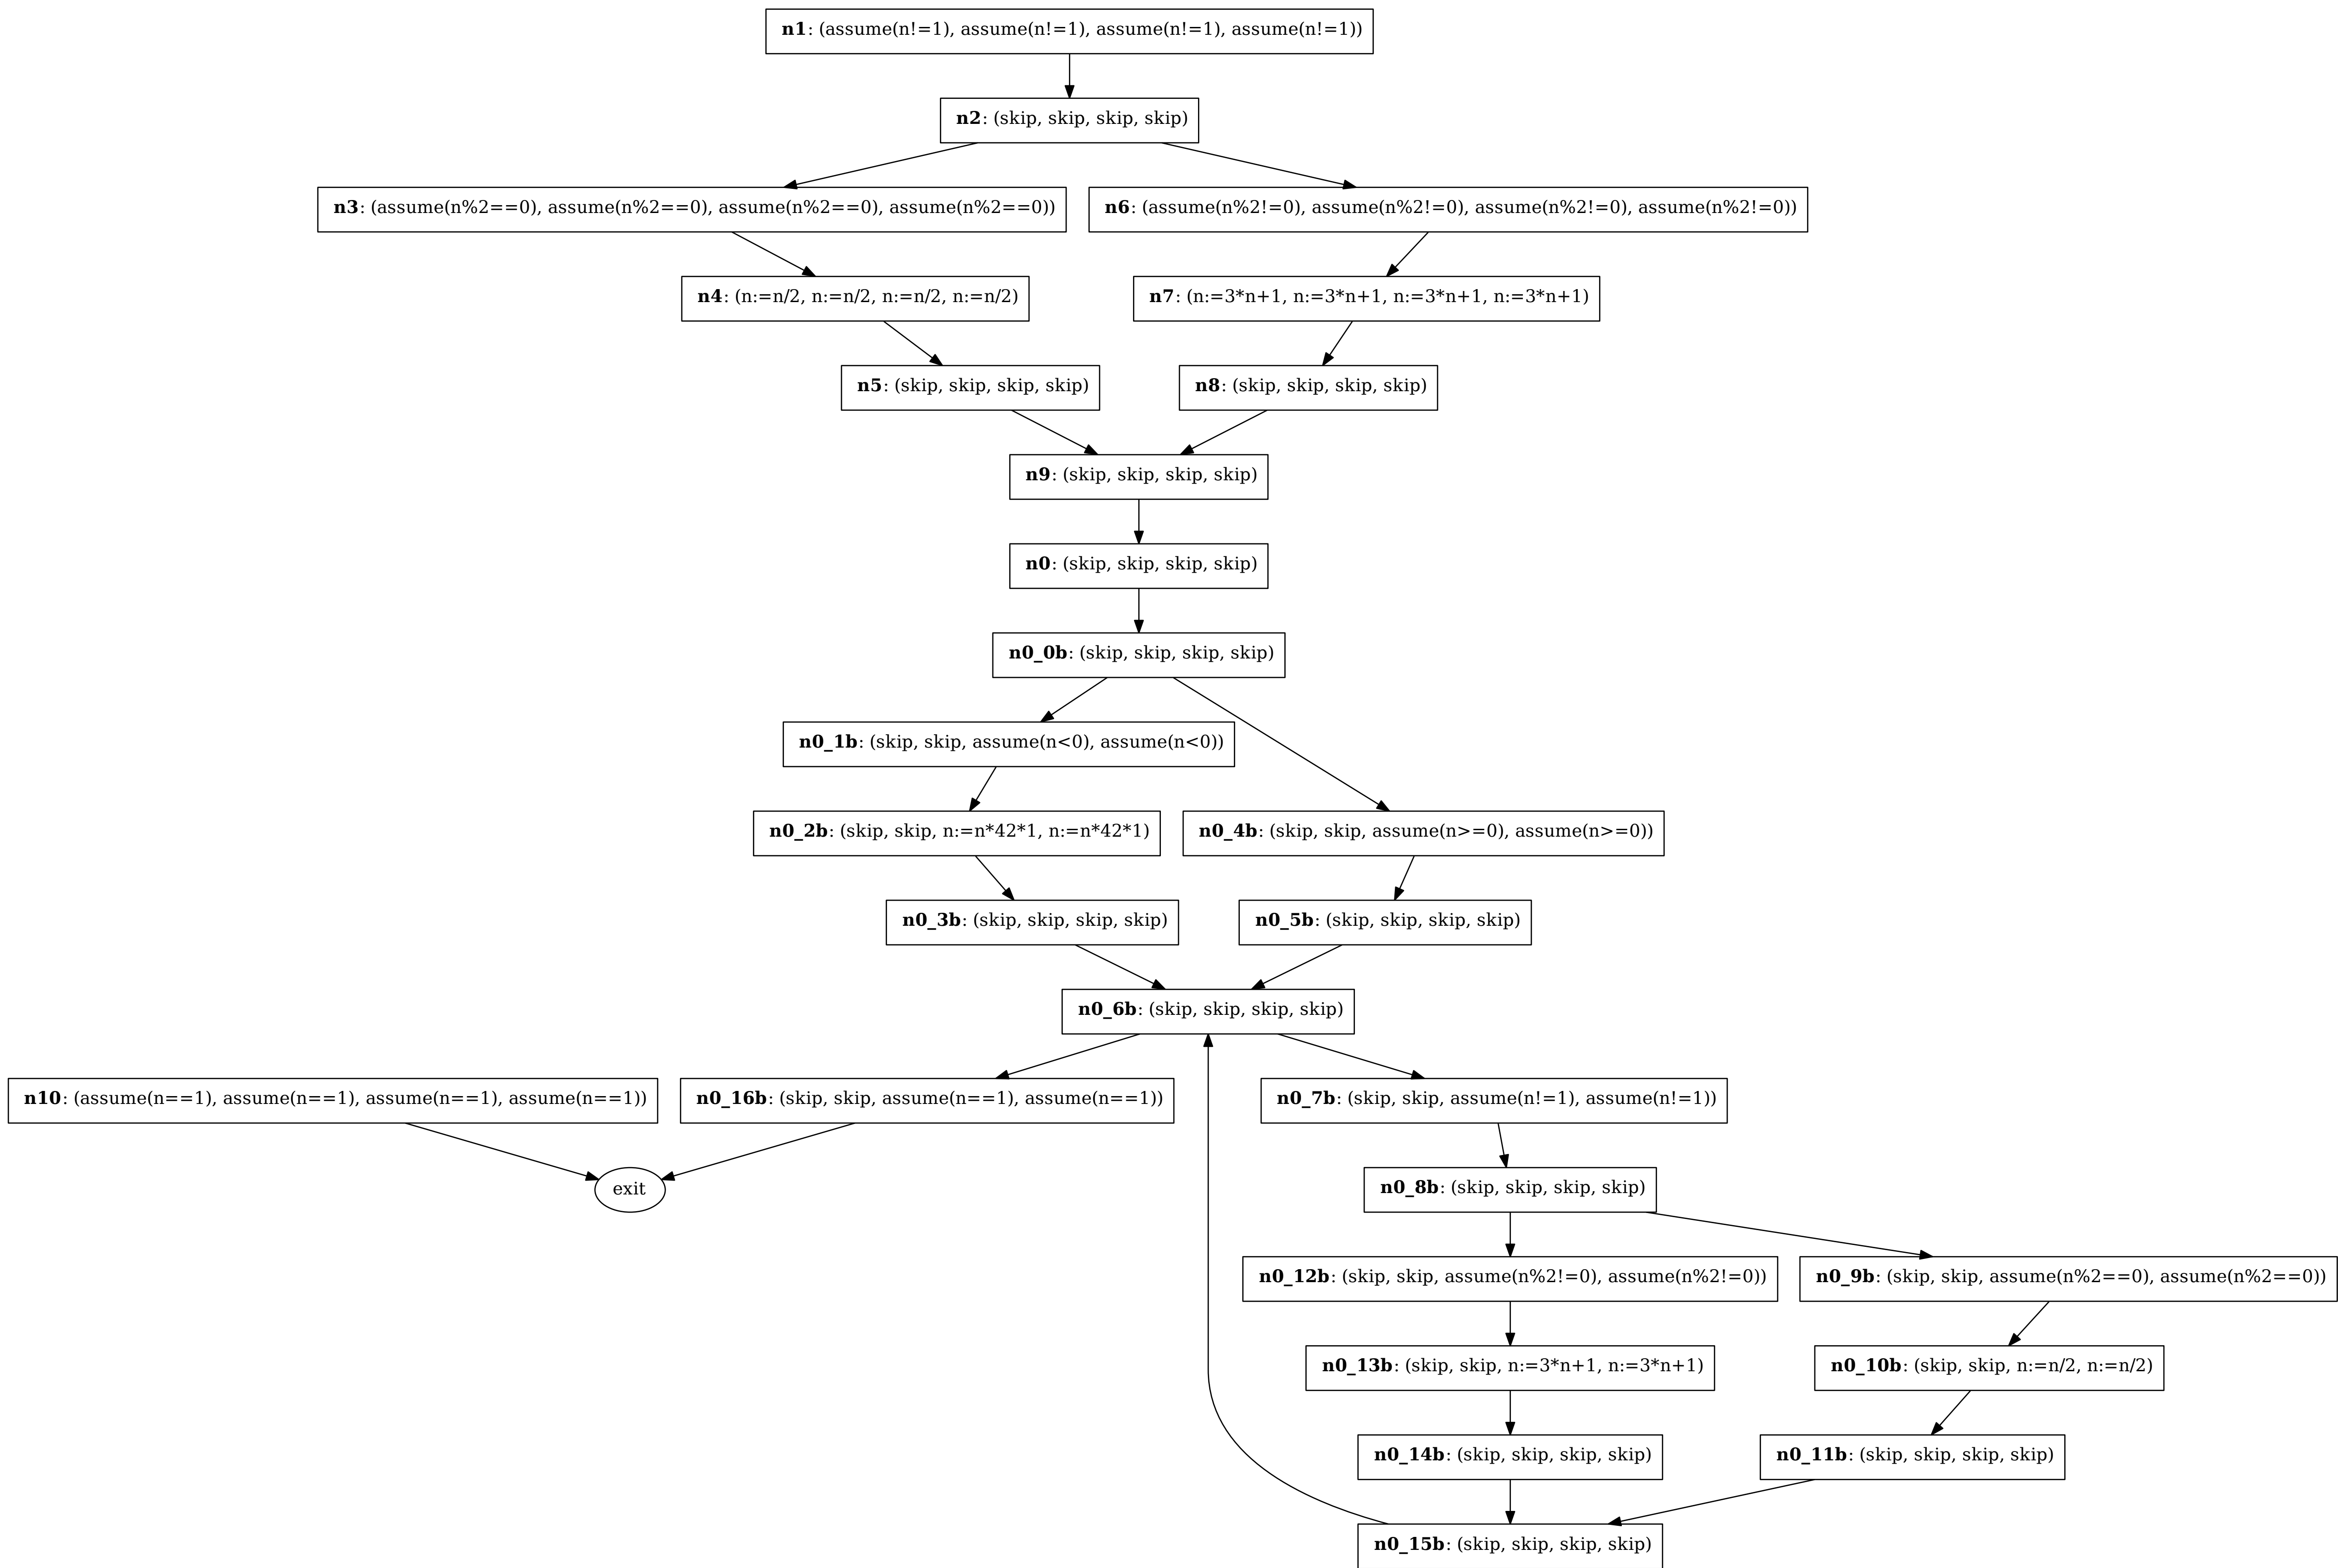 n1: (assume(n!=1), assume(n!=1), assume(n!=1), assume(n!=1))
n2: (skip, skip, skip, skip)
n3: (assume(n%2==0), assume(n%2==0), assume(n%2==0), assume(n%2==0))
n6: (assume(n%2!=0), assume(n%2!=0), assume(n%2!=0), assume(n%2!=0))
n4: (n:=n/2, n:=n/2, n:=n/2, n:=n/2)
n7: (n:=3*n+1, n:=3*n+1, n:=3*n+1, n:=3*n+1)
n5: (skip, skip, skip, skip)
n8: (skip, skip, skip, skip)
n9: (skip, skip, skip, skip)
n0: (skip, skip, skip, skip)
n0_0b: (skip, skip, skip, skip)
n0_1b: (skip, skip, assume(n<0), assume(n<0))
n0_2b: (skip, skip, n:=n*42*1, n:=n*42*1)
n0_4b: (skip, skip, assume(n>=0), assume(n>=0))
n0_3b: (skip, skip, skip, skip)
n0_5b: (skip, skip, skip, skip)
n0_6b: (skip, skip, skip, skip)
n10: (assume(n==1), assume(n==1), assume(n==1), assume(n==1))
n0_16b: (skip, skip, assume(n==1), assume(n==1))
n0_7b: (skip, skip, assume(n!=1), assume(n!=1))
exit
n0_8b: (skip, skip, skip, skip)
n0_12b: (skip, skip, assume(n%2!=0), assume(n%2!=0))
n0_9b: (skip, skip, assume(n%2==0), assume(n%2==0))
n0_13b: (skip, skip, n:=3*n+1, n:=3*n+1)
n0_10b: (skip, skip, n:=n/2, n:=n/2)
n0_14b: (skip, skip, skip, skip)
n0_11b: (skip, skip, skip, skip)
n0_15b: (skip, skip, skip, skip)